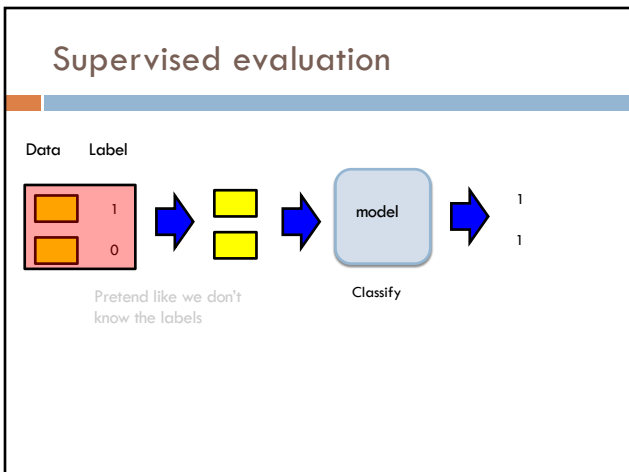 Supervised evaluation
Data Label
1
0
model
1
1
Pretend like we don't
know the labels
Classify